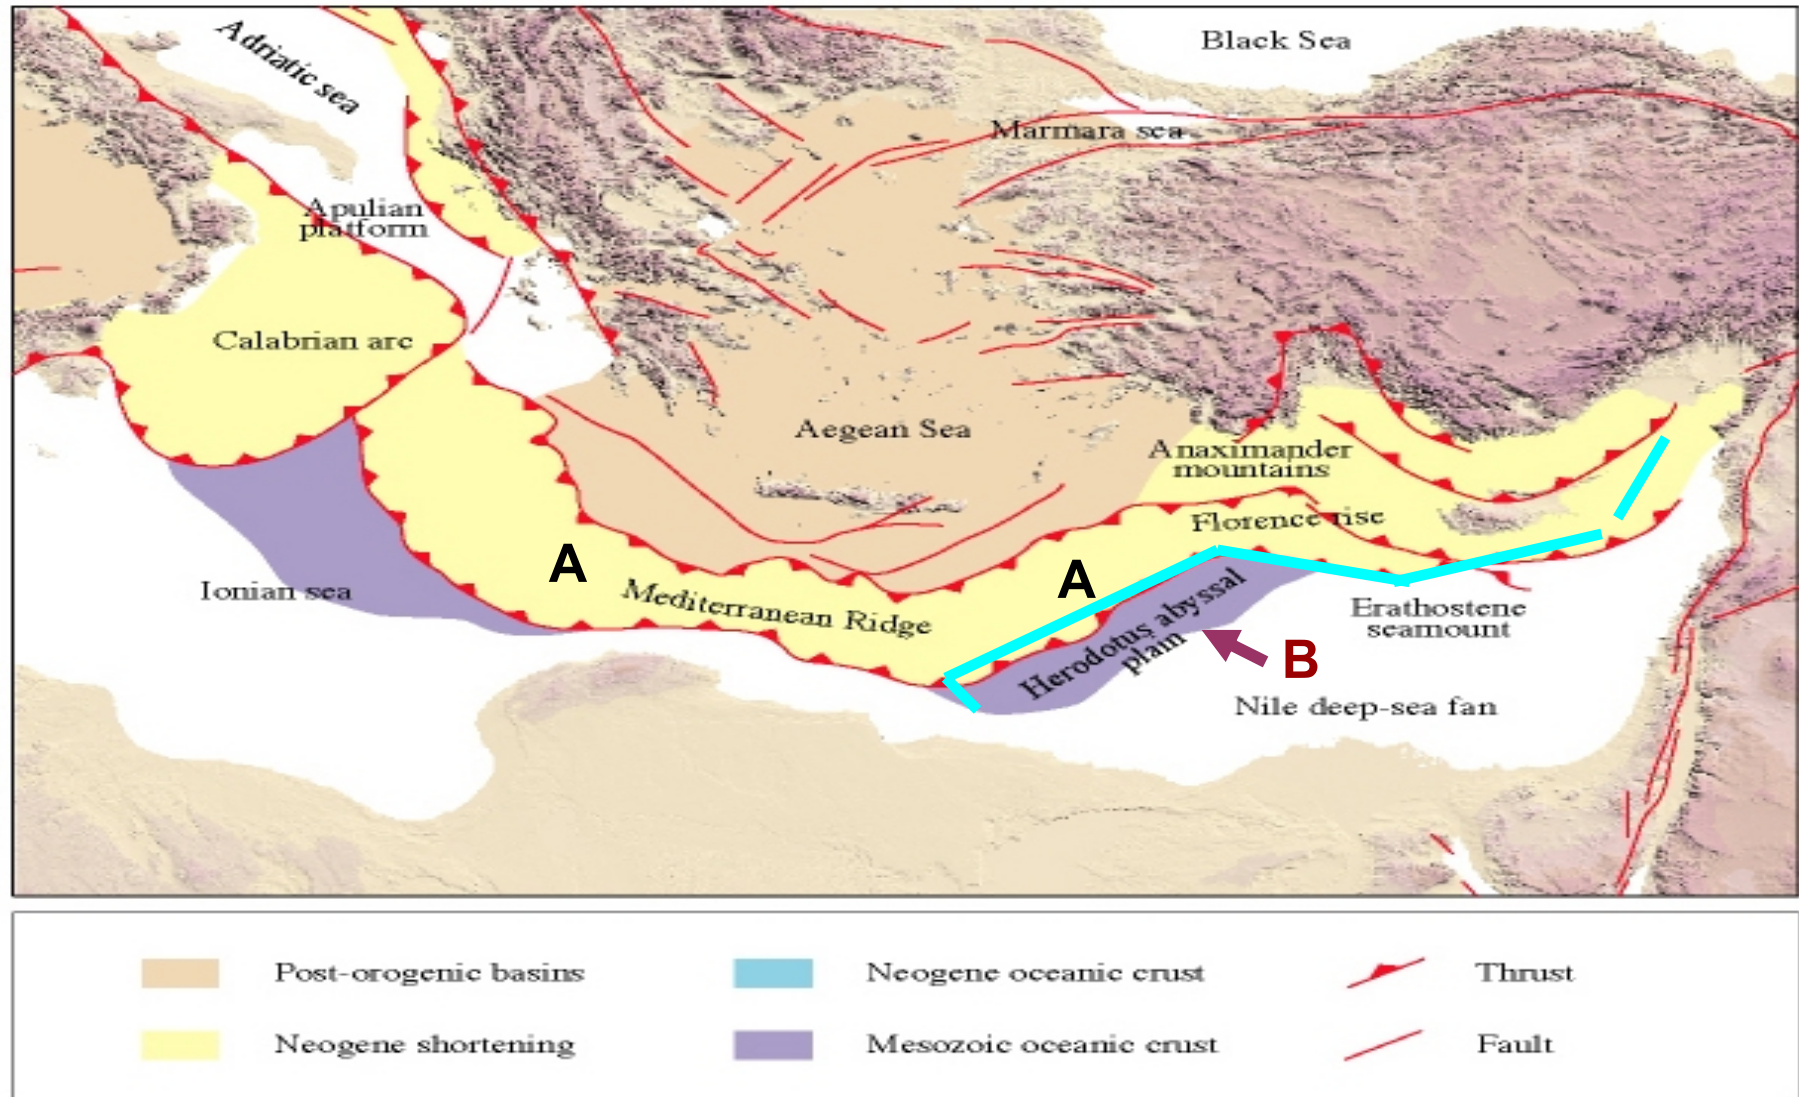 Adriatic sea
Black Sea
Marmara sea
Apulian
platform
Calabrian arc
Aegean Sea
Anaximander
mountains
Florence rise
A
A
Mediterranean Ridge
Ionian sea
Herodotus abyssal
plain
Erathostene
seamount
B
Nile deep-sea fan
Post-orogenic basins
Neogene oceanic crust
Thrust
Neogene shortening
Mesozoic oceanic crust
Fault